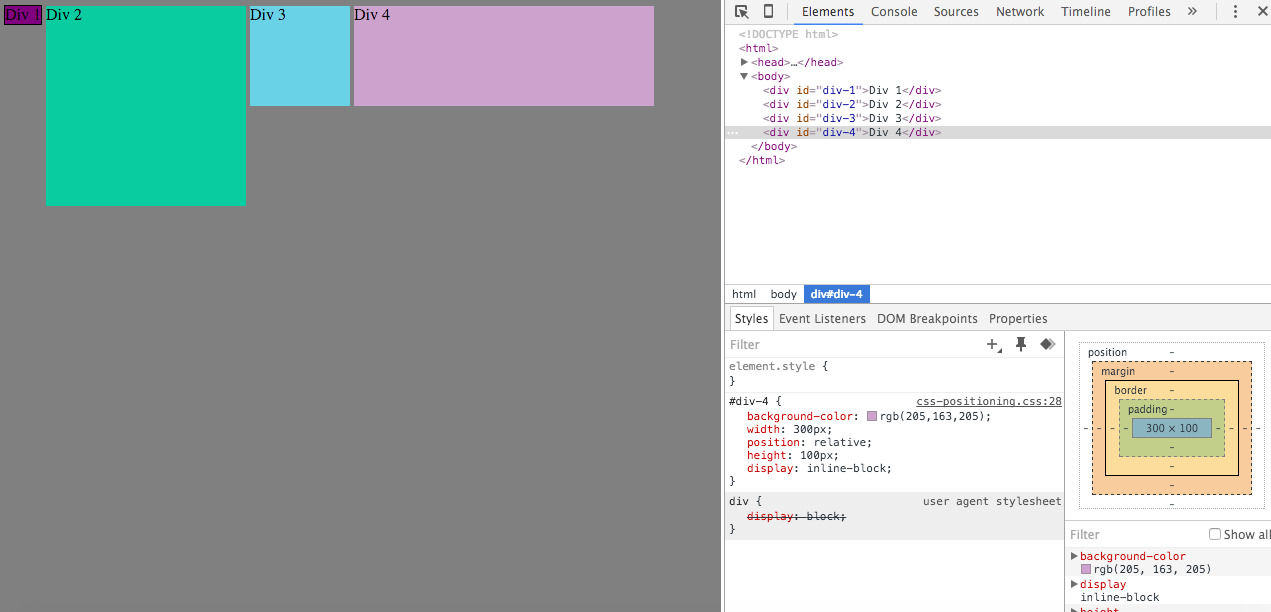 Div 1 Div 2 Div 3 Div 4
Elements Console Sources Network Timeline Profiles »
<!DOCTYPE html>
<html>
▶<head>…</head>
▼<body>
<div id="div-1">Div 1</div>
<div id="div-2">Div 2</div>
<div id="div-3">Div 3</div>
... <div id="div-4">Div 4</div>
</body>
</html>
html body div#div-4
Styles Event Listeners DOM Breakpoints Properties
Filter
element.style {
}
#div-4 { css-positioning.css:28
background-color: rgb(205,163,205);
width: 300px;
position: relative;
height: 100px;
display: inline-block;
}
div { user agent stylesheet
display: block;
}
position -
margin -
border -
padding -
- - - - 300 × 100 - - - -
-
-
-
-
Filter Show all
▶background-color
rgb(205, 163, 205)
▶display
inline-block
▶height